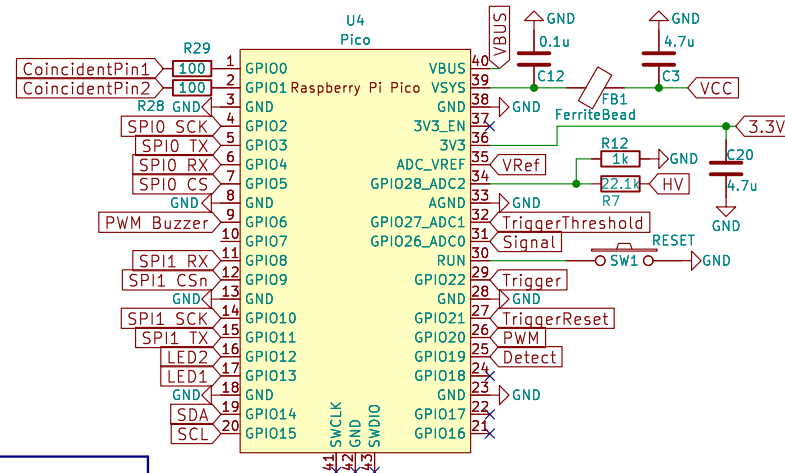 U4
Pico
VBUS
GND
GND
R29
0.1u
4.7u
CoincidentPin1
100
1
GPIO0
VBUS
40
C12
C3
CoincidentPin2
100
2
GPIO1
Raspberry Pi Pico
VSYS
39
FB1
VCC
R28
GND
3
GND
GND
38
GND
FerriteBead
SPI0 SCK
4
GPIO2
3V3_EN
37
3.3V
SPI0 TX
5
GPIO3
3V3
36
R12
C20
SPI0 RX
6
GPIO4
ADC_VREF
35
VRef
1k
GND
SPI0 CS
7
GPIO5
GPIO28_ADC2
34
22.1k
HV
4.7u
GND
8
GND
AGND
33
GND
R7
PWM Buzzer
9
GPIO6
GPIO27_ADC1
32
TriggerThreshold
GND
10
GPIO7
GPIO26_ADC0
31
Signal
RESET
SPI1 RX
11
GPIO8
RUN
30
SW1
GND
SPI1 CSn
12
GPIO9
GPIO22
29
Trigger
GND
13
GND
GND
28
GND
SPI1 SCK
14
GPIO10
GPIO21
27
TriggerReset
SPI1 TX
15
GPIO11
GPIO20
26
PWM
LED2
16
GPIO12
GPIO19
25
Detect
LED1
17
GPIO13
GPIO18
24
GND
18
GND
GND
23
GND
SDA
19
GPIO14
GPIO17
22
SCL
20
GPIO15
GPIO16
21
SWCLK
GND
SWDIO
41
42
43